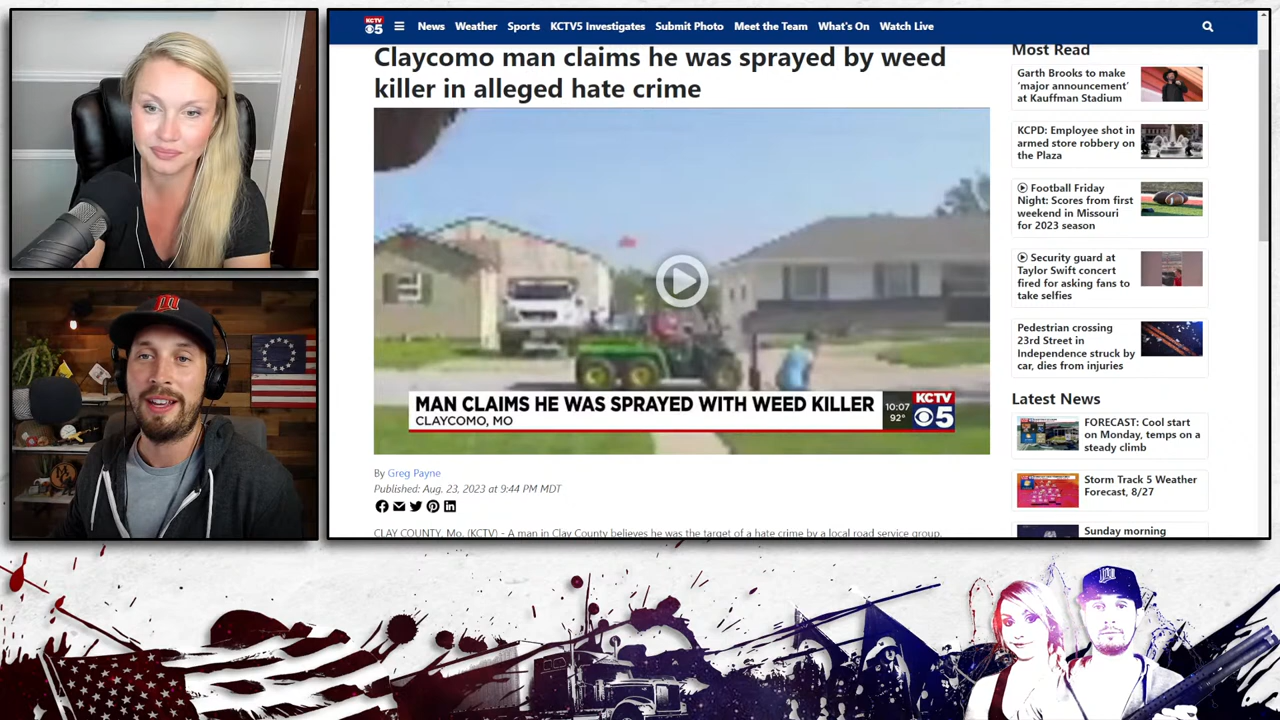 KCTV
5
News
Weather
Sports
KCTV5 Investigates
Submit Photo
Meet the Team
What's On
Watch Live
Claycomo man claims he was sprayed by weed
killer in alleged hate crime
MAN CLAIMS HE WAS SPRAYED WITH WEED KILLER
CLAYCOMO, MO
10:07
92°
KCTV
5
By Greg Payne
Published: Aug. 23, 2023 at 9:44 PM MDT
CLAY COUNTY, Mo. (KCTV) - A man in Clay County believes he was the target of a hate crime by a local road service group.
Most Read
Garth Brooks to make
'major announcement'
at Kauffman Stadium
KCPD: Employee shot in
armed store robbery on
the Plaza
Football Friday
Night: Scores from first
weekend in Missouri
for 2023 season
Security guard at
Taylor Swift concert
fired for asking fans to
take selfies
Pedestrian crossing
23rd Street in
Independence struck by
car, dies from injuries
Latest News
FORECAST: Cool start
on Monday, temps on a
steady climb
Storm Track 5 Weather
Forecast, 8/27
Sunday morning